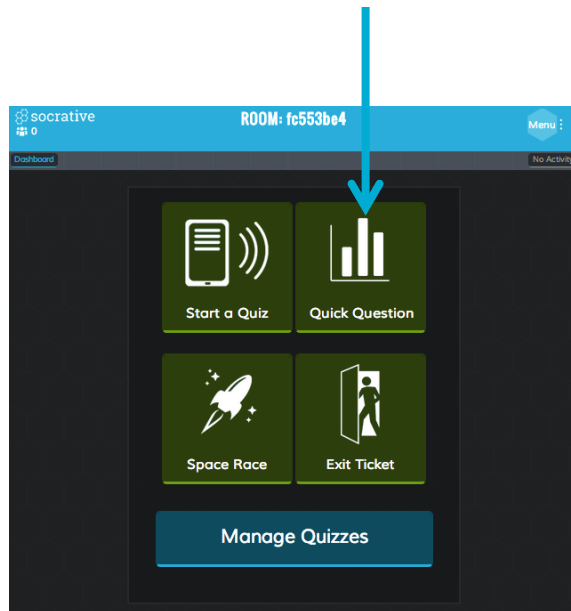 socrative
ROOM: fc553be4
Menu
0
Dashboard
No Activity
Start a Quiz
Quick Question
Space Race
Exit Ticket
Manage Quizzes